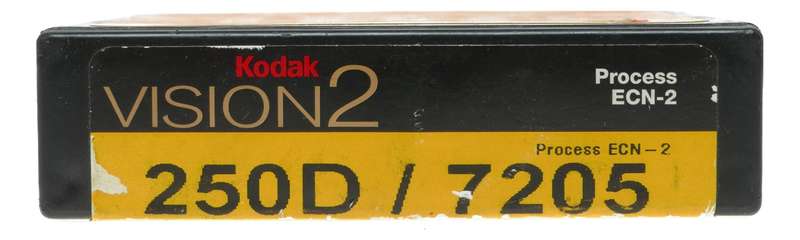 Kodak
VISION2
Process
ECN-2
Process ECN – 2
250D / 7205